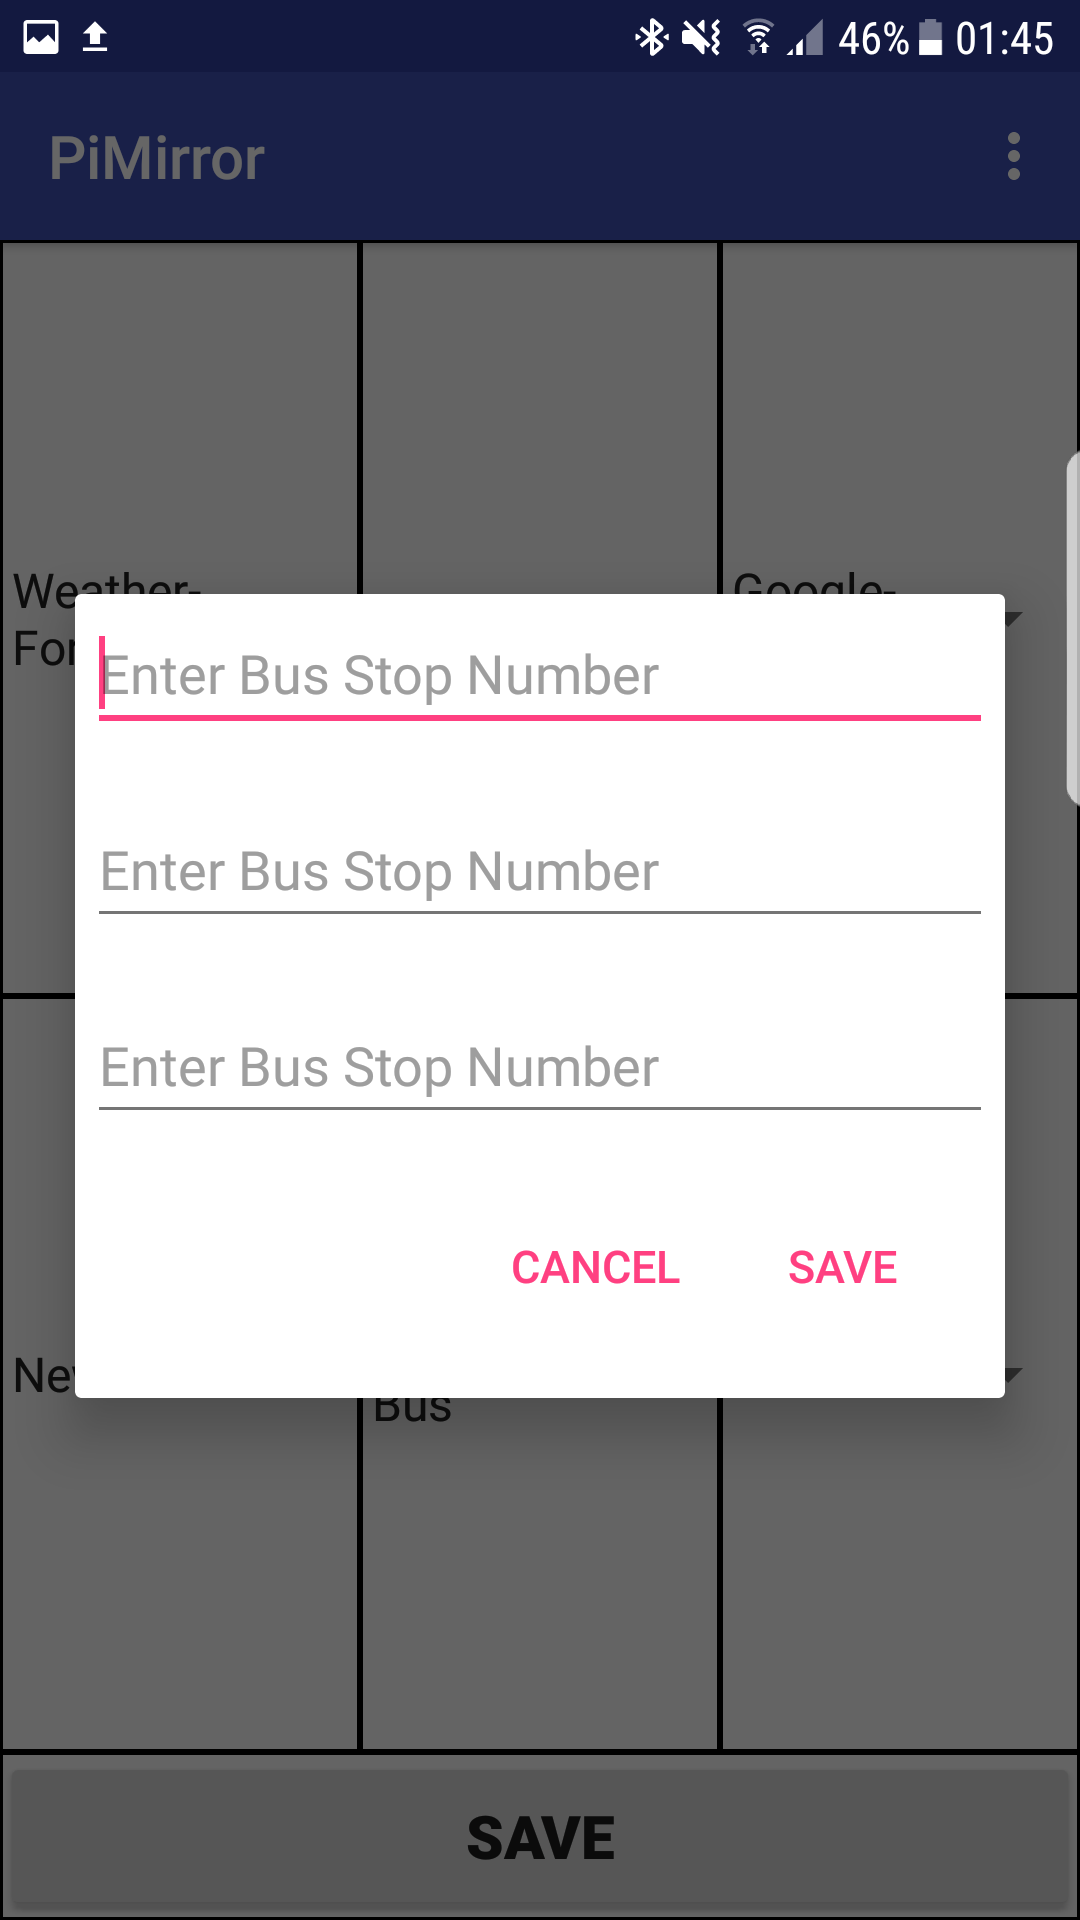 46% 01:45
PiMirror
Weather-
Google-
For
Enter Bus Stop Number
Enter Bus Stop Number
Enter Bus Stop Number
CANCEL SAVE
Ne
Bus
SAVE